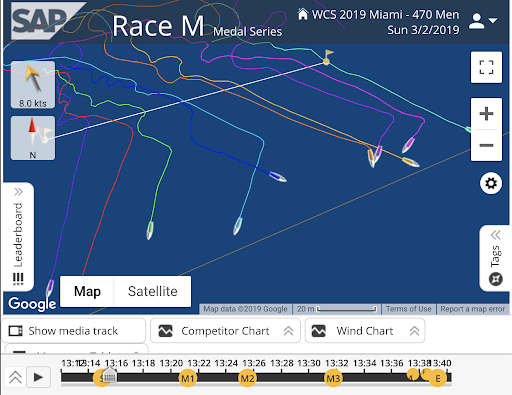 SAP
Race M Medal Series
WCS 2019 Miami - 470 Men
Sun 3/2/2019
8.0 kts
N
Leaderboard
Tags
Map
Satellite
Google
Map data ©2019 Google
20 m
Terms of Use
Report a map error
Show media track
Competitor Chart
Wind Chart
13:14 13:16 13:18 13:20 13:22 13:24 13:26 13:28 13:30 13:32 13:34 13:36 13:38 13:40
M1
M2
M3
E